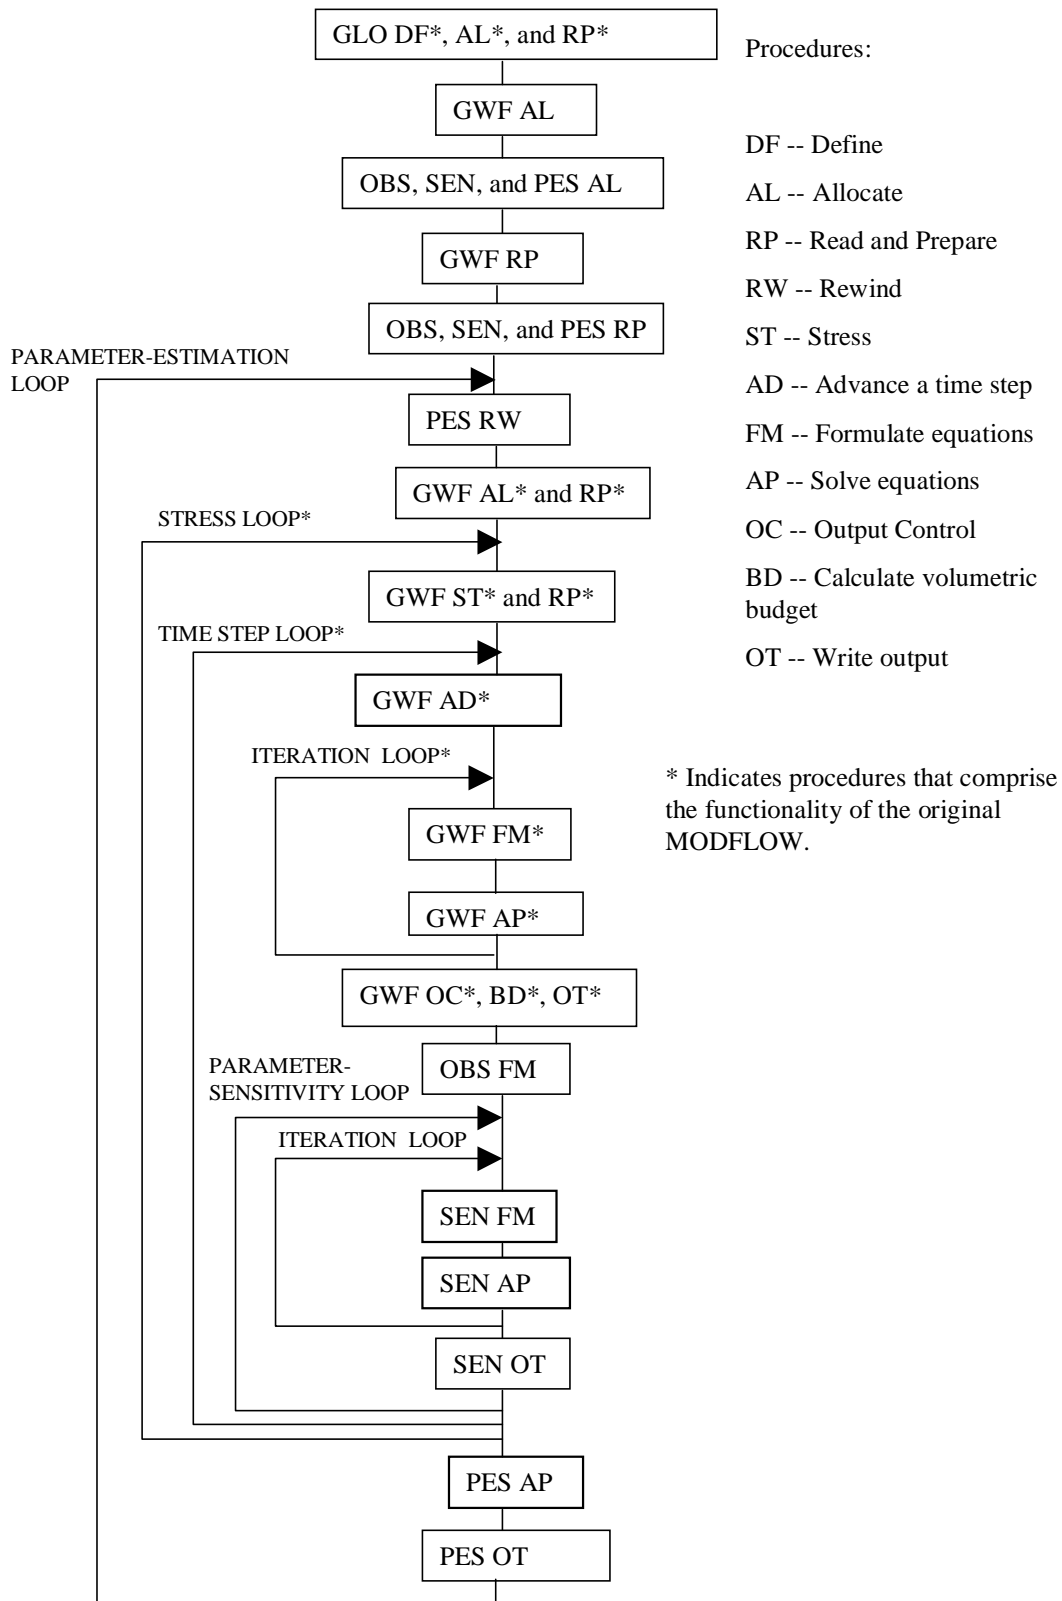 GLO DF*, AL*, and RP*
GWF AL
OBS, SEN, and PES AL
GWF RP
OBS, SEN, and PES RP
PARAMETER-ESTIMATION
LOOP
PES RW
GWF AL* and RP*
STRESS LOOP*
GWF ST* and RP*
TIME STEP LOOP*
GWF AD*
ITERATION LOOP*
GWF FM*
GWF AP*
GWF OC*, BD*, OT*
OBS FM
PARAMETER-
SENSITIVITY LOOP
ITERATION LOOP
SEN FM
SEN AP
SEN OT
PES AP
PES OT
Procedures:
DF -- Define
AL -- Allocate
RP -- Read and Prepare
RW -- Rewind
ST -- Stress
AD -- Advance a time step
FM -- Formulate equations
AP -- Solve equations
OC -- Output Control
BD -- Calculate volumetric
budget
OT -- Write output
* Indicates procedures that comprise
the functionality of the original
MODFLOW.